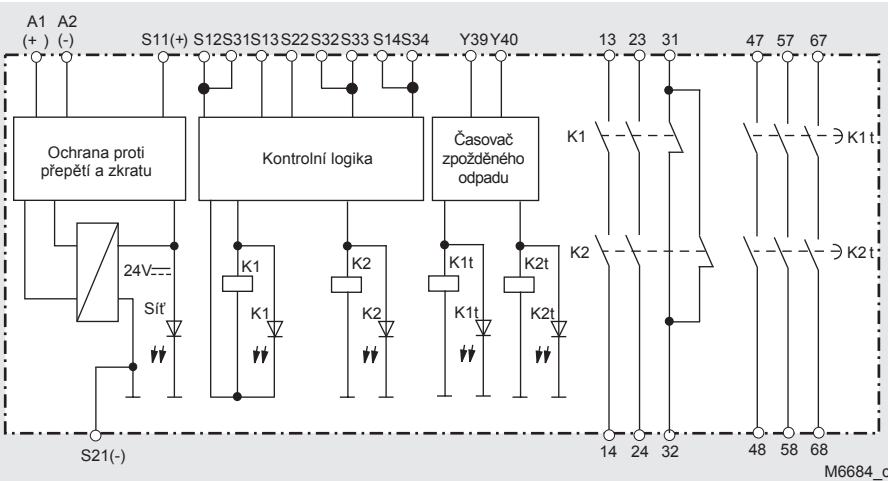 A1 A2
(+ ) (-) S11(+) S12 S31 S13 S22 S32 S33 S14 S34 Y39 Y40 13 23 31 47 57 67
Ochrana proti
přepětí a zkratu
Kontrolní logika
Časovač
zpožděného
odpadu
K1
K1 t
K2
K2 t
24V
Síť
K1
K1
K2
K2
K1t
K1t
K2t
K2t
S21(-)
14 24 32 48 58 68